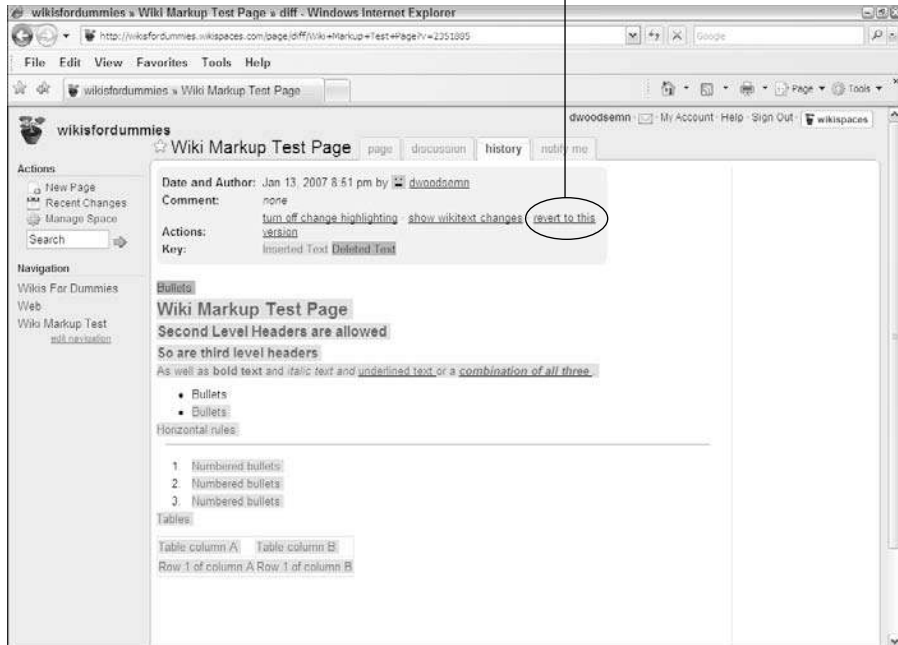 wikisfordummies » Wiki Markup Test Page » diff - Windows Internet Explorer
http://wikisfordummies.wikispaces.com/page/diff/Wiki+Markup+Test+Page?v=2351885
Google
File Edit View Favorites Tools Help
wikisfordummies » Wiki Markup Test Page
Page Tools
dwoodsemn · My Account · Help · Sign Out · wikispaces
wikisfordummies
Wiki Markup Test Page page discussion history notify me
Actions
New Page
Recent Changes
Manage Space
Search
Navigation
Wikis For Dummies
Web
Wiki Markup Test
edit navigation
Date and Author: Jan 13, 2007 8:51 pm by dwoodsemn
Comment: none
turn off change highlighting · show wikitext changes · revert to this
Actions: version
Key: Inserted Text Deleted Text
Bullets
Wiki Markup Test Page
Second Level Headers are allowed
So are third level headers
As well as bold text and italic text and underlined text or a combination of all three.
• Bullets
• Bullets
Horizontal rules
1. Numbered bullets
2. Numbered bullets
3. Numbered bullets
Tables
Table column A Table column B
Row 1 of column A Row 1 of column B